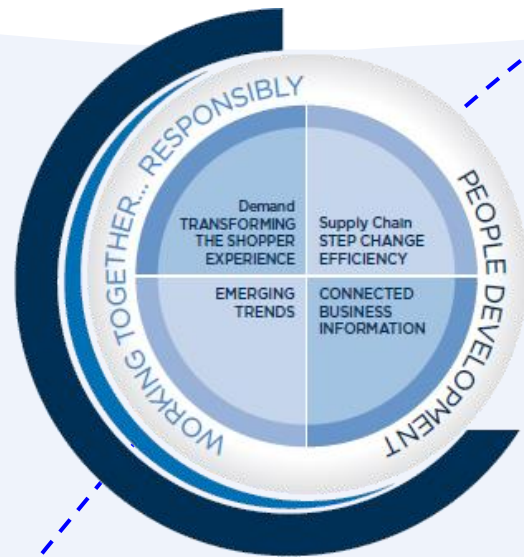 WORKING TOGETHER... RESPONSIBLY
PEOPLE DEVELOPMENT
Demand
TRANSFORMING
THE SHOPPER
EXPERIENCE
Supply Chain
STEP CHANGE
EFFICIENCY
EMERGING
TRENDS
CONNECTED
BUSINESS
INFORMATION